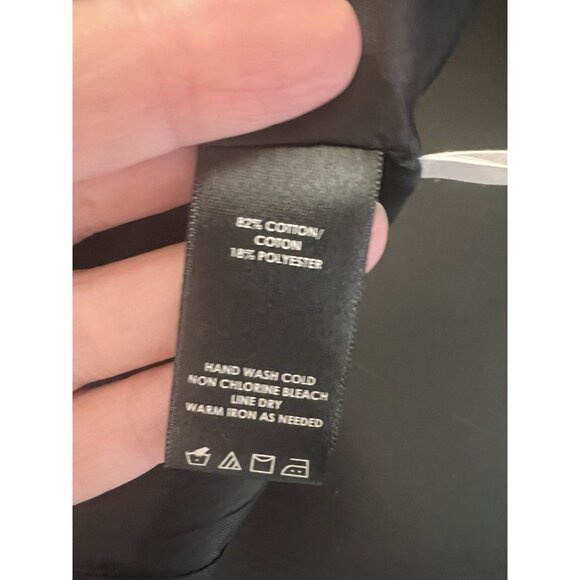 82% COTTON/
COTON
18% POLYESTER
HAND WASH COLD
NON CHLORINE BLEACH
LINE DRY
WARM IRON AS NEEDED